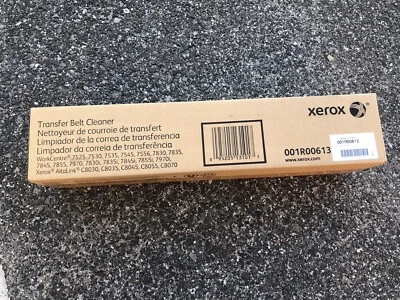 Transfer Belt Cleaner
Nettoyeur de courroie de transfert
Limpiador de la correa de transferencia
Limpador da correia de transferência
WorkCentre® 7525, 7530, 7535, 7545, 7556, 7830, 7835,
7845, 7855, 7970, 7830i, 7835i, 7845i, 7855i, 7970i,
Xerox® AltaLink® C8030, C8035, C8045, C8055, C8070
xerox
001R00613
www.xerox.com
001R00613